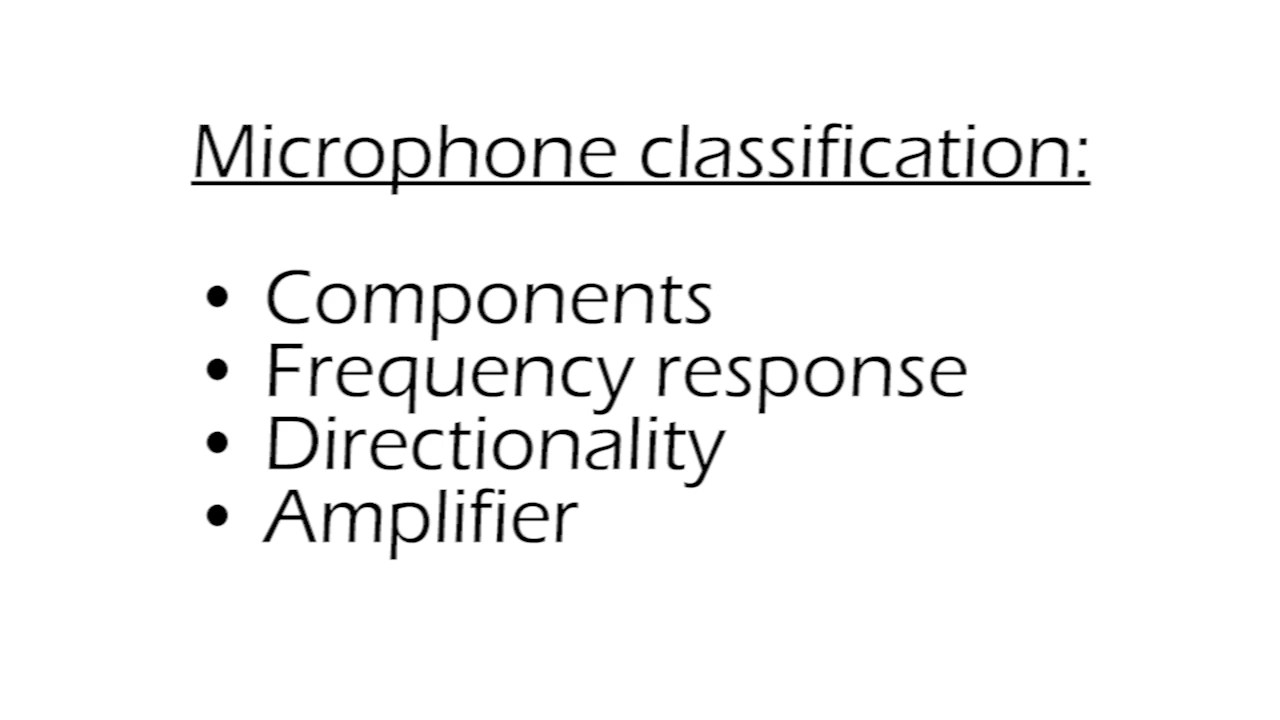 Microphone classification:
• Components
• Frequency response
• Directionality
• Amplifier